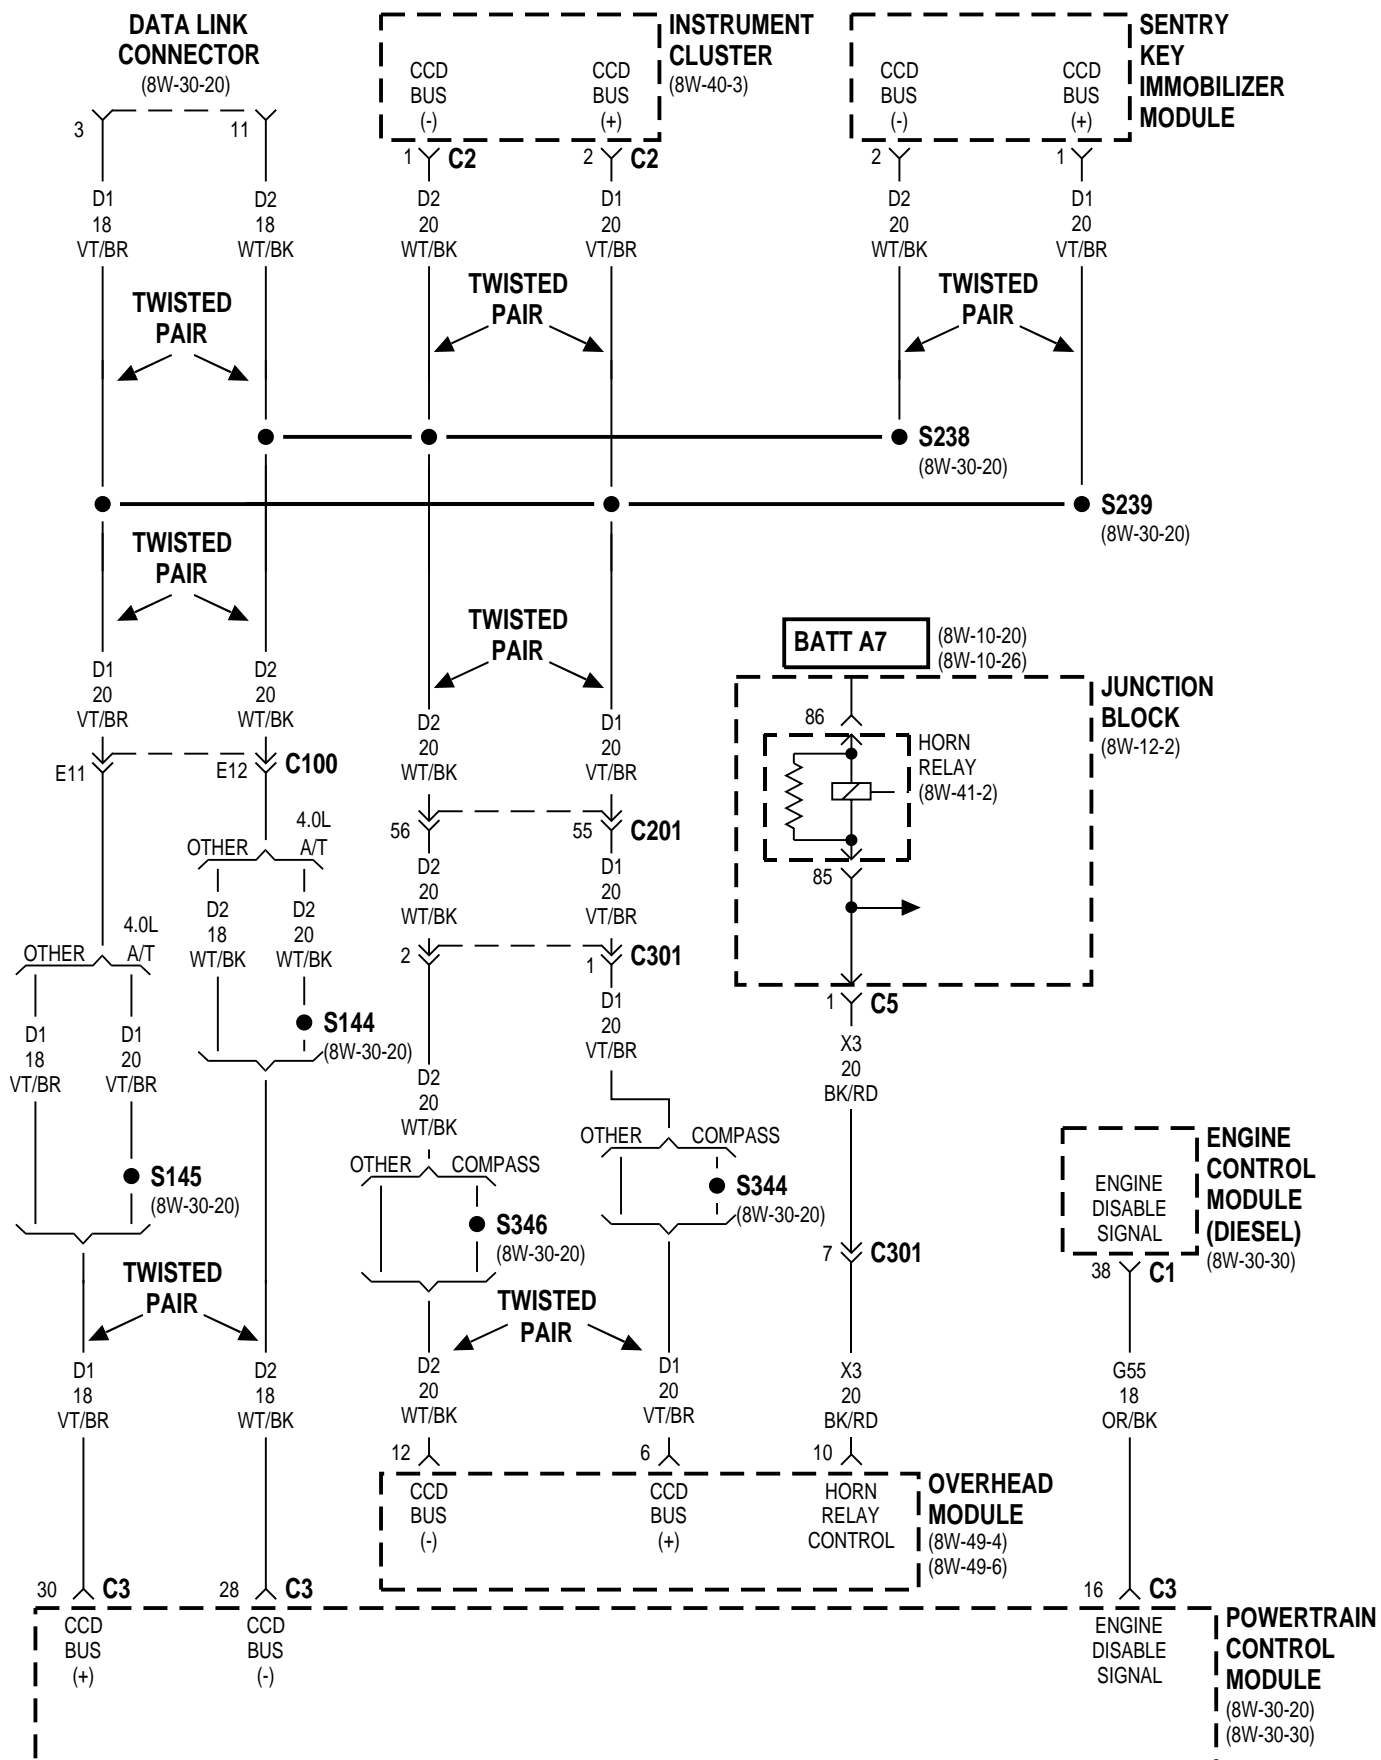 DATA LINK
CONNECTOR
(8W-30-20)
3
11
INSTRUMENT
CLUSTER
(8W-40-3)
CCD
BUS
(-)
CCD
BUS
(+)
1
C2
2
C2
SENTRY
KEY
IMMOBILIZER
MODULE
CCD
BUS
(-)
CCD
BUS
(+)
2
1
D1
18
VT/BR
D2
18
WT/BK
D2
20
WT/BK
D1
20
VT/BR
D2
20
WT/BK
D1
20
VT/BR
TWISTED
PAIR
TWISTED
PAIR
TWISTED
PAIR
S238
(8W-30-20)
S239
(8W-30-20)
TWISTED
PAIR
TWISTED
PAIR
D1
20
VT/BR
D2
20
WT/BK
E11
E12
C100
D2
20
WT/BK
D1
20
VT/BR
56
55
C201
D2
20
WT/BK
D1
20
VT/BR
2
1
C301
BATT A7
(8W-10-20)
(8W-10-26)
JUNCTION
BLOCK
(8W-12-2)
86
HORN
RELAY
(8W-41-2)
85
1
C5
X3
20
BK/RD
OTHER
4.0L
A/T
D2
18
WT/BK
D2
20
WT/BK
S144
(8W-30-20)
OTHER
4.0L
A/T
D1
18
VT/BR
D1
20
VT/BR
S145
(8W-30-20)
D2
20
WT/BK
D1
20
VT/BR
OTHER
COMPASS
S346
(8W-30-20)
OTHER
COMPASS
S344
(8W-30-20)
7
C301
ENGINE
CONTROL
MODULE
(DIESEL)
(8W-30-30)
ENGINE
DISABLE
SIGNAL
38
C1
TWISTED
PAIR
TWISTED
PAIR
D1
18
VT/BR
D2
18
WT/BK
D2
20
WT/BK
D1
20
VT/BR
X3
20
BK/RD
G55
18
OR/BK
12
6
10
CCD
BUS
(-)
CCD
BUS
(+)
HORN
RELAY
CONTROL
OVERHEAD
MODULE
(8W-49-4)
(8W-49-6)
30
C3
28
C3
16
C3
CCD
BUS
(+)
CCD
BUS
(-)
ENGINE
DISABLE
SIGNAL
POWERTRAIN
CONTROL
MODULE
(8W-30-20)
(8W-30-30)